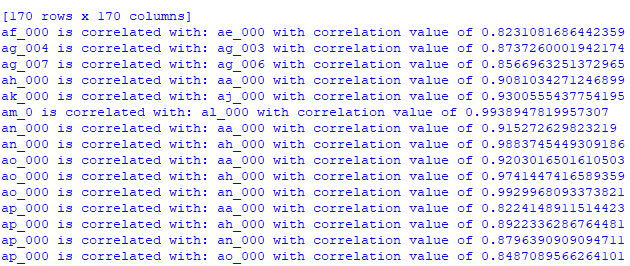 [170 rows x 170 columns]
af_000 is correlated with: ae_000 with correlation value of 0.8231081686442359
ag_004 is correlated with: ag_003 with correlation value of 0.8737260001942174
ag_007 is correlated with: ag_006 with correlation value of 0.8566963251372965
ah_000 is correlated with: aa_000 with correlation value of 0.9081034271246899
ak_000 is correlated with: aj_000 with correlation value of 0.9300555437754195
am_0 is correlated with: al_000 with correlation value of 0.9938947819957307
an_000 is correlated with: aa_000 with correlation value of 0.915272629823219
an_000 is correlated with: ah_000 with correlation value of 0.9883745449309186
ao_000 is correlated with: aa_000 with correlation value of 0.9203016501610503
ao_000 is correlated with: ah_000 with correlation value of 0.9741447416589359
ao_000 is correlated with: an_000 with correlation value of 0.9929968093373821
ap_000 is correlated with: aa_000 with correlation value of 0.8224148911514423
ap_000 is correlated with: ah_000 with correlation value of 0.8922336286764481
ap_000 is correlated with: an_000 with correlation value of 0.8796390909094711
ap_000 is correlated with: ao_000 with correlation value of 0.8487089566264101